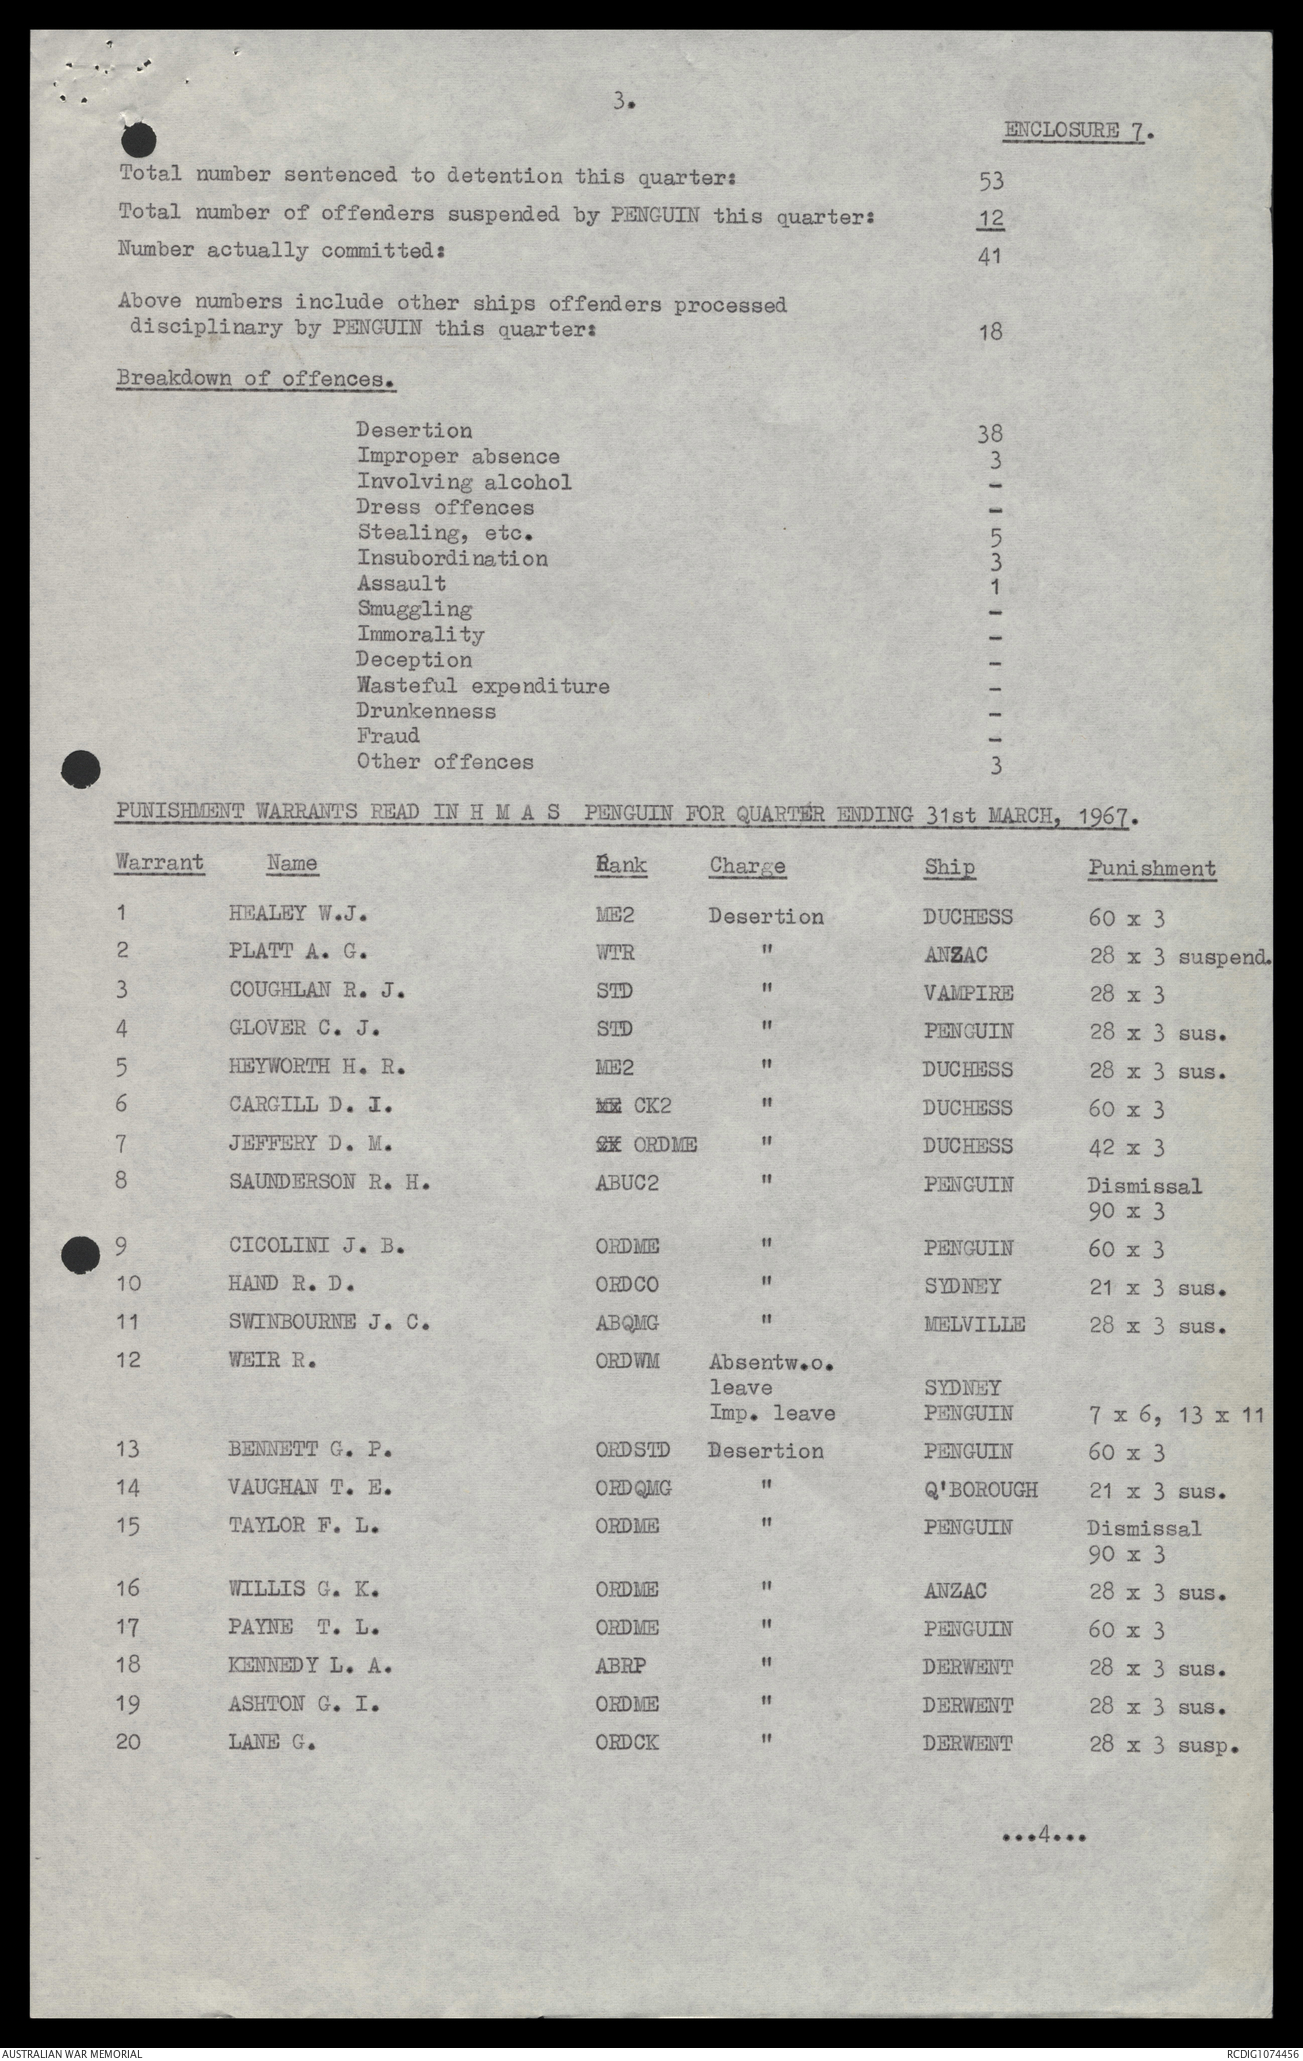 3.
ENCLOSURE 7.
Total number sentenced to detention this quarter: 53
Total number of offenders suspended by PENGUIN this quarter: 12
Number actually committed: 41
Above numbers include other ships offenders processed
disciplinary by PENGUIN this quarter: 18
Breakdown of offences.
Desertion 38
Improper absence 3
Involving alcohol -
Dress offences -
Stealing, etc. 5
Insubordination 3
Assault 1
Smuggling -
Immorality -
Deception -
Wasteful expenditure -
Drunkenness -
Fraud -
Other offences 3
PUNISHMENT WARRANTS READ IN H M A S PENGUIN FOR QUARTER ENDING 31st MARCH, 1967.
Warrant Name Rank Charge Ship Punishment
1 HEALEY W.J. ME2 Desertion DUCHESS 60 x 3
2 PLATT A. G. WTR " ANZAC 28 x 3 suspend.
3 COUGHLAN R. J. STD " VAMPIRE 28 x 3
4 GLOVER C. J. STD " PENGUIN 28 x 3 sus.
5 HEYWORTH H. R. ME2 " DUCHESS 28 x 3 sus.
6 CARGILL D. I. CK2 " DUCHESS 60 x 3
7 JEFFERY D. M. ORDME " DUCHESS 42 x 3
8 SAUNDERSON R. H. ABUC2 " PENGUIN Dismissal
90 x 3
9 CICOLINI J. B. ORDME " PENGUIN 60 x 3
10 HAND R. D. ORDCO " SYDNEY 21 x 3 sus.
11 SWINBOURNE J. C. ABQMG " MELVILLE 28 x 3 sus.
12 WEIR R. ORDWM Absentw.o.
leave SYDNEY
Imp. leave PENGUIN 7 x 6, 13 x 11
13 BENNETT G. P. ORDSTD Desertion PENGUIN 60 x 3
14 VAUGHAN T. E. ORDQMG " Q'BOROUGH 21 x 3 sus.
15 TAYLOR F. L. ORDME " PENGUIN Dismissal
90 x 3
16 WILLIS G. K. ORDME " ANZAC 28 x 3 sus.
17 PAYNE T. L. ORDME " PENGUIN 60 x 3
18 KENNEDY L. A. ABRP " DERWENT 28 x 3 sus.
19 ASHTON G. I. ORDME " DERWENT 28 x 3 sus.
20 LANE G. ORDCK " DERWENT 28 x 3 susp.
...4...
AUSTRALIAN WAR MEMORIAL RCDIG1074456